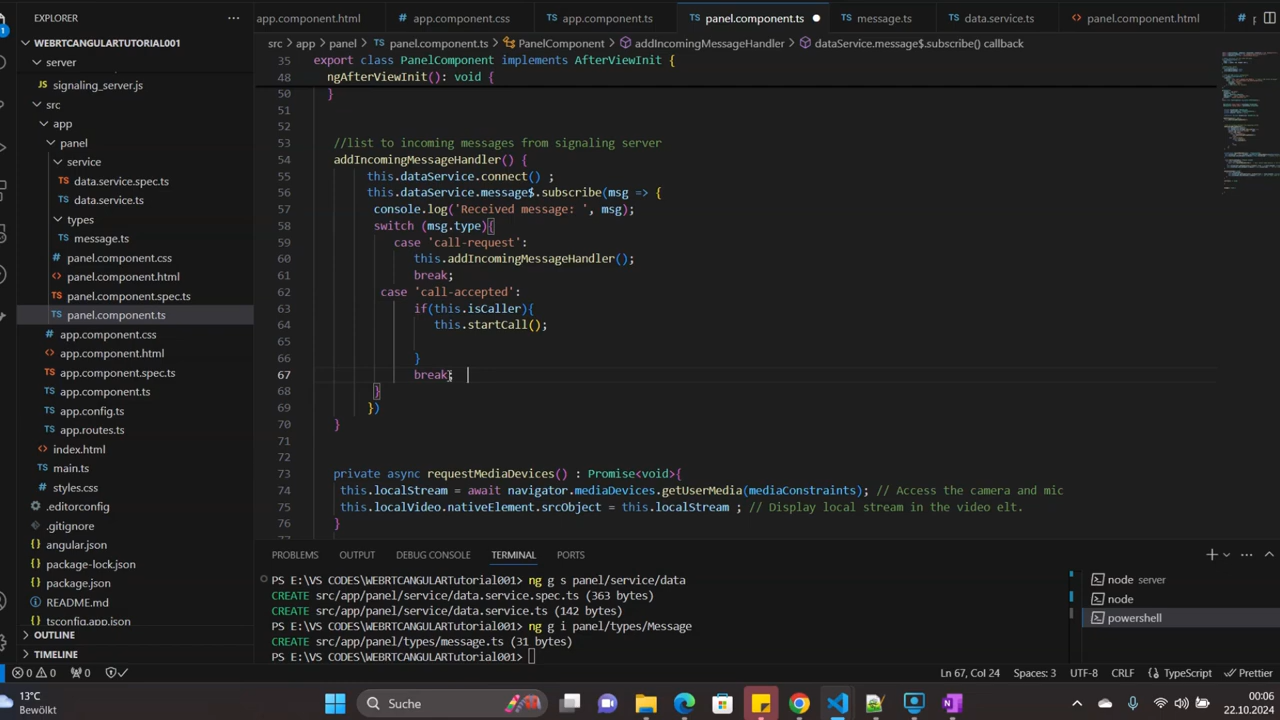 EXPLORER
app.component.html
app.component.css
app.component.ts
panel.component.ts
message.ts
data.service.ts
panel.component.html
WEBRTCANGULARTUTORIAL001
server
signaling_server.js
src
app
panel
service
data.service.spec.ts
data.service.ts
types
message.ts
panel.component.css
panel.component.html
panel.component.spec.ts
panel.component.ts
app.component.css
app.component.html
app.component.spec.ts
app.component.ts
app.config.ts
app.routes.ts
index.html
main.ts
styles.css
.editorconfig
.gitignore
angular.json
package-lock.json
package.json
README.md
tsconfig.app.json
OUTLINE
TIMELINE
src > app > panel > panel.component.ts > PanelComponent > addIncomingMessageHandler > dataService.message$.subscribe() callback
35 export class PanelComponent implements AfterViewInit {
48 ngAfterViewInit(): void {
50 }
51
52
53 //list to incoming messages from signaling server
54 addIncomingMessageHandler() {
55 this.dataService.connect() ;
56 this.dataService.message$.subscribe(msg => {
57 console.log('Received message: ', msg);
58 switch (msg.type){
59 case 'call-request':
60 this.addIncomingMessageHandler();
61 break;
62 case 'call-accepted':
63 if(this.isCaller){
64 this.startCall();
65
66 }
67 break;
68 }
69 })
70 }
71
72
73 private async requestMediaDevices() : Promise<void>{
74 this.localStream = await navigator.mediaDevices.getUserMedia(mediaConstraints); // Access the camera and mic
75 this.localVideo.nativeElement.srcObject = this.localStream ; // Display local stream in the video elt.
76 }
PROBLEMS OUTPUT DEBUG CONSOLE TERMINAL PORTS
PS E:\VS CODES\WEBRTCANGULARTutorial001> ng g s panel/service/data
CREATE src/app/panel/service/data.service.spec.ts (363 bytes)
CREATE src/app/panel/service/data.service.ts (142 bytes)
PS E:\VS CODES\WEBRTCANGULARTutorial001> ng g i panel/types/Message
CREATE src/app/panel/types/message.ts (31 bytes)
PS E:\VS CODES\WEBRTCANGULARTutorial001>
node server
node
powershell
0 0 0 Ln 67, Col 24 Spaces: 3 UTF-8 CRLF TypeScript Prettier
13°C
Bewölkt
Suche
00:06
22.10.2024